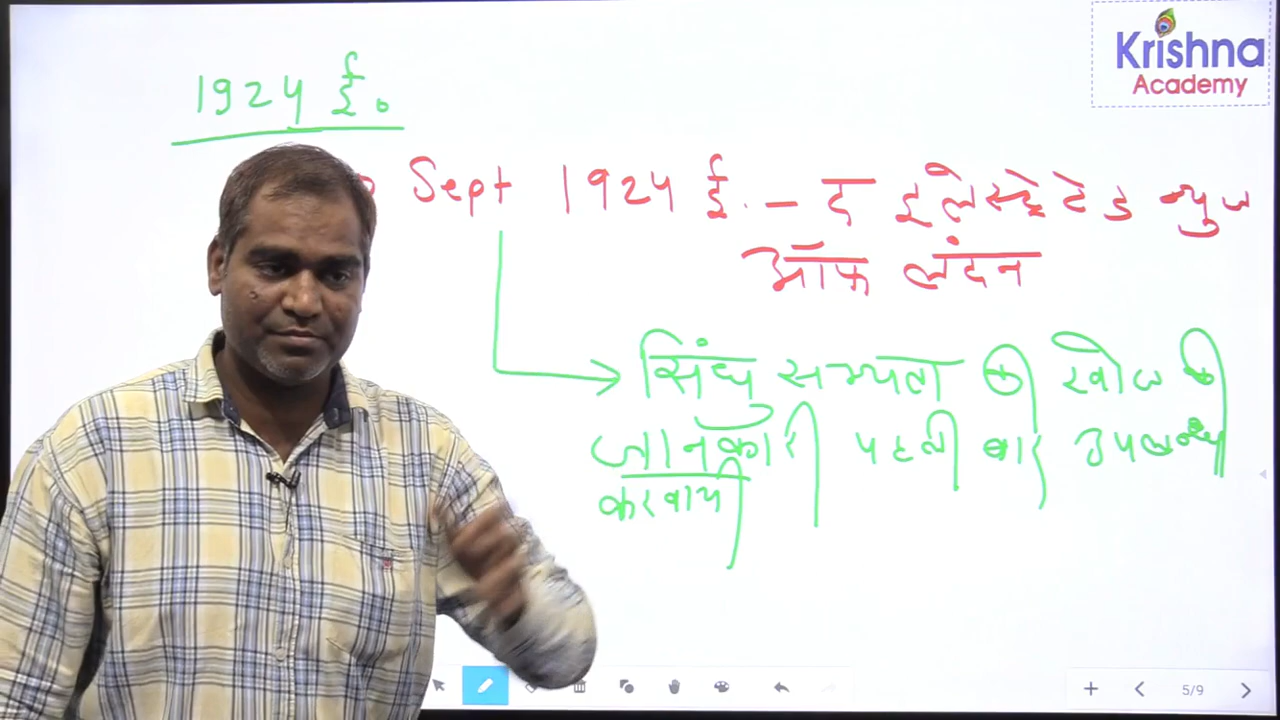 Krishna
Academy
1924 ई०
Sept 1924 ई. - द इलेस्ट्रेटेड न्युज
ऑफ लंदन
सिंधु सभ्यता की खोज की
जानकारी पहली बार उपलब्ध
करवायी
5/9